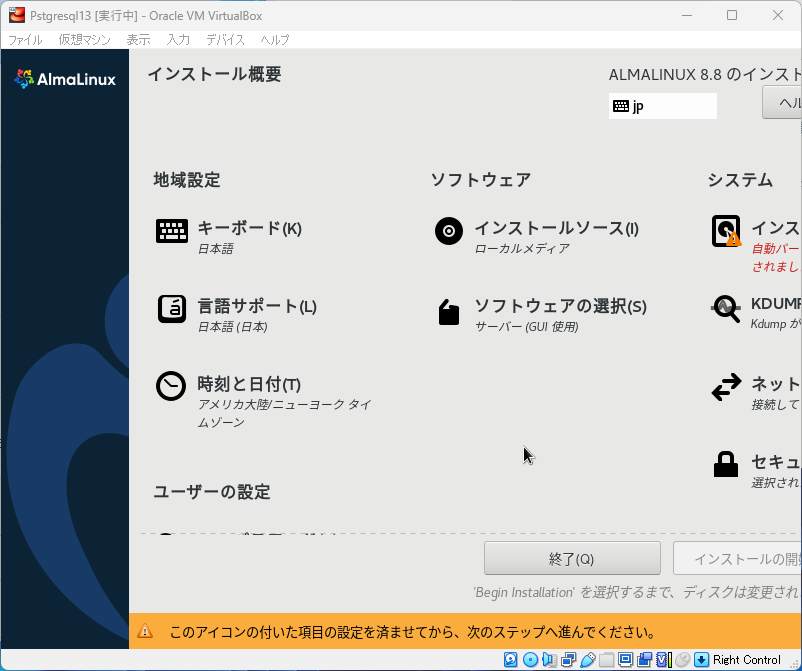 Pstgresql13 [実行中] - Oracle VM VirtualBox
ファイル 仮想マシン 表示 入力 デバイス ヘルプ
AlmaLinux
インストール概要
ALMALINUX 8.8 のインスト
jp
ヘル
地域設定
ソフトウェア
システム
キーボード(K)
日本語
インストールソース(I)
ローカルメディア
インス
自動パー
されまし
言語サポート(L)
日本語 (日本)
ソフトウェアの選択(S)
サーバー (GUI 使用)
KDUMP
Kdump が
時刻と日付(T)
アメリカ大陸/ニューヨーク タイ
ムゾーン
ネット
接続して
セキュ
選択され
ユーザーの設定
終了(Q)
インストールの開始
'Begin Installation' を選択するまで、ディスクは変更され
このアイコンの付いた項目の設定を済ませてから、次のステップへ進んでください。
Right Control